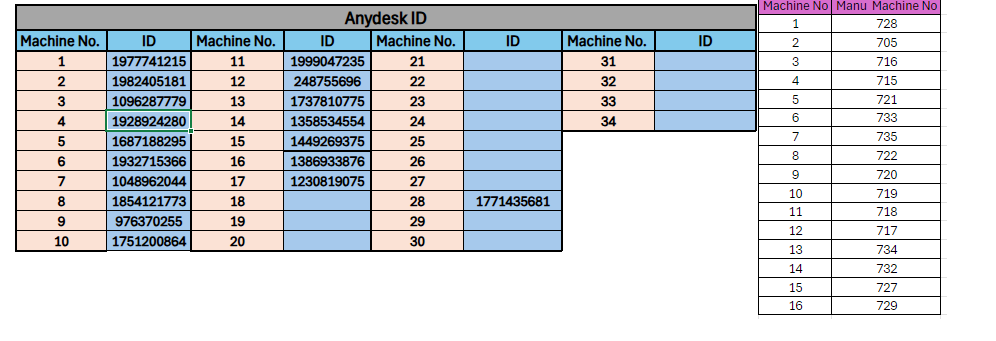 Anydesk ID
Machine No. ID Machine No. ID Machine No. ID Machine No. ID
1 1977741215 11 1999047235 21 31
2 1982405181 12 248755696 22 32
3 1096287779 13 1737810775 23 33
4 1928924280 14 1358534554 24 34
5 1687188295 15 1449269375 25
6 1932715366 16 1386933876 26
7 1048962044 17 1230819075 27
8 1854121773 18 28 1771435681
9 976370255 19 29
10 1751200864 20 30
Machine No Manu Machine No
1 728
2 705
3 716
4 715
5 721
6 733
7 735
8 722
9 720
10 719
11 718
12 717
13 734
14 732
15 727
16 729